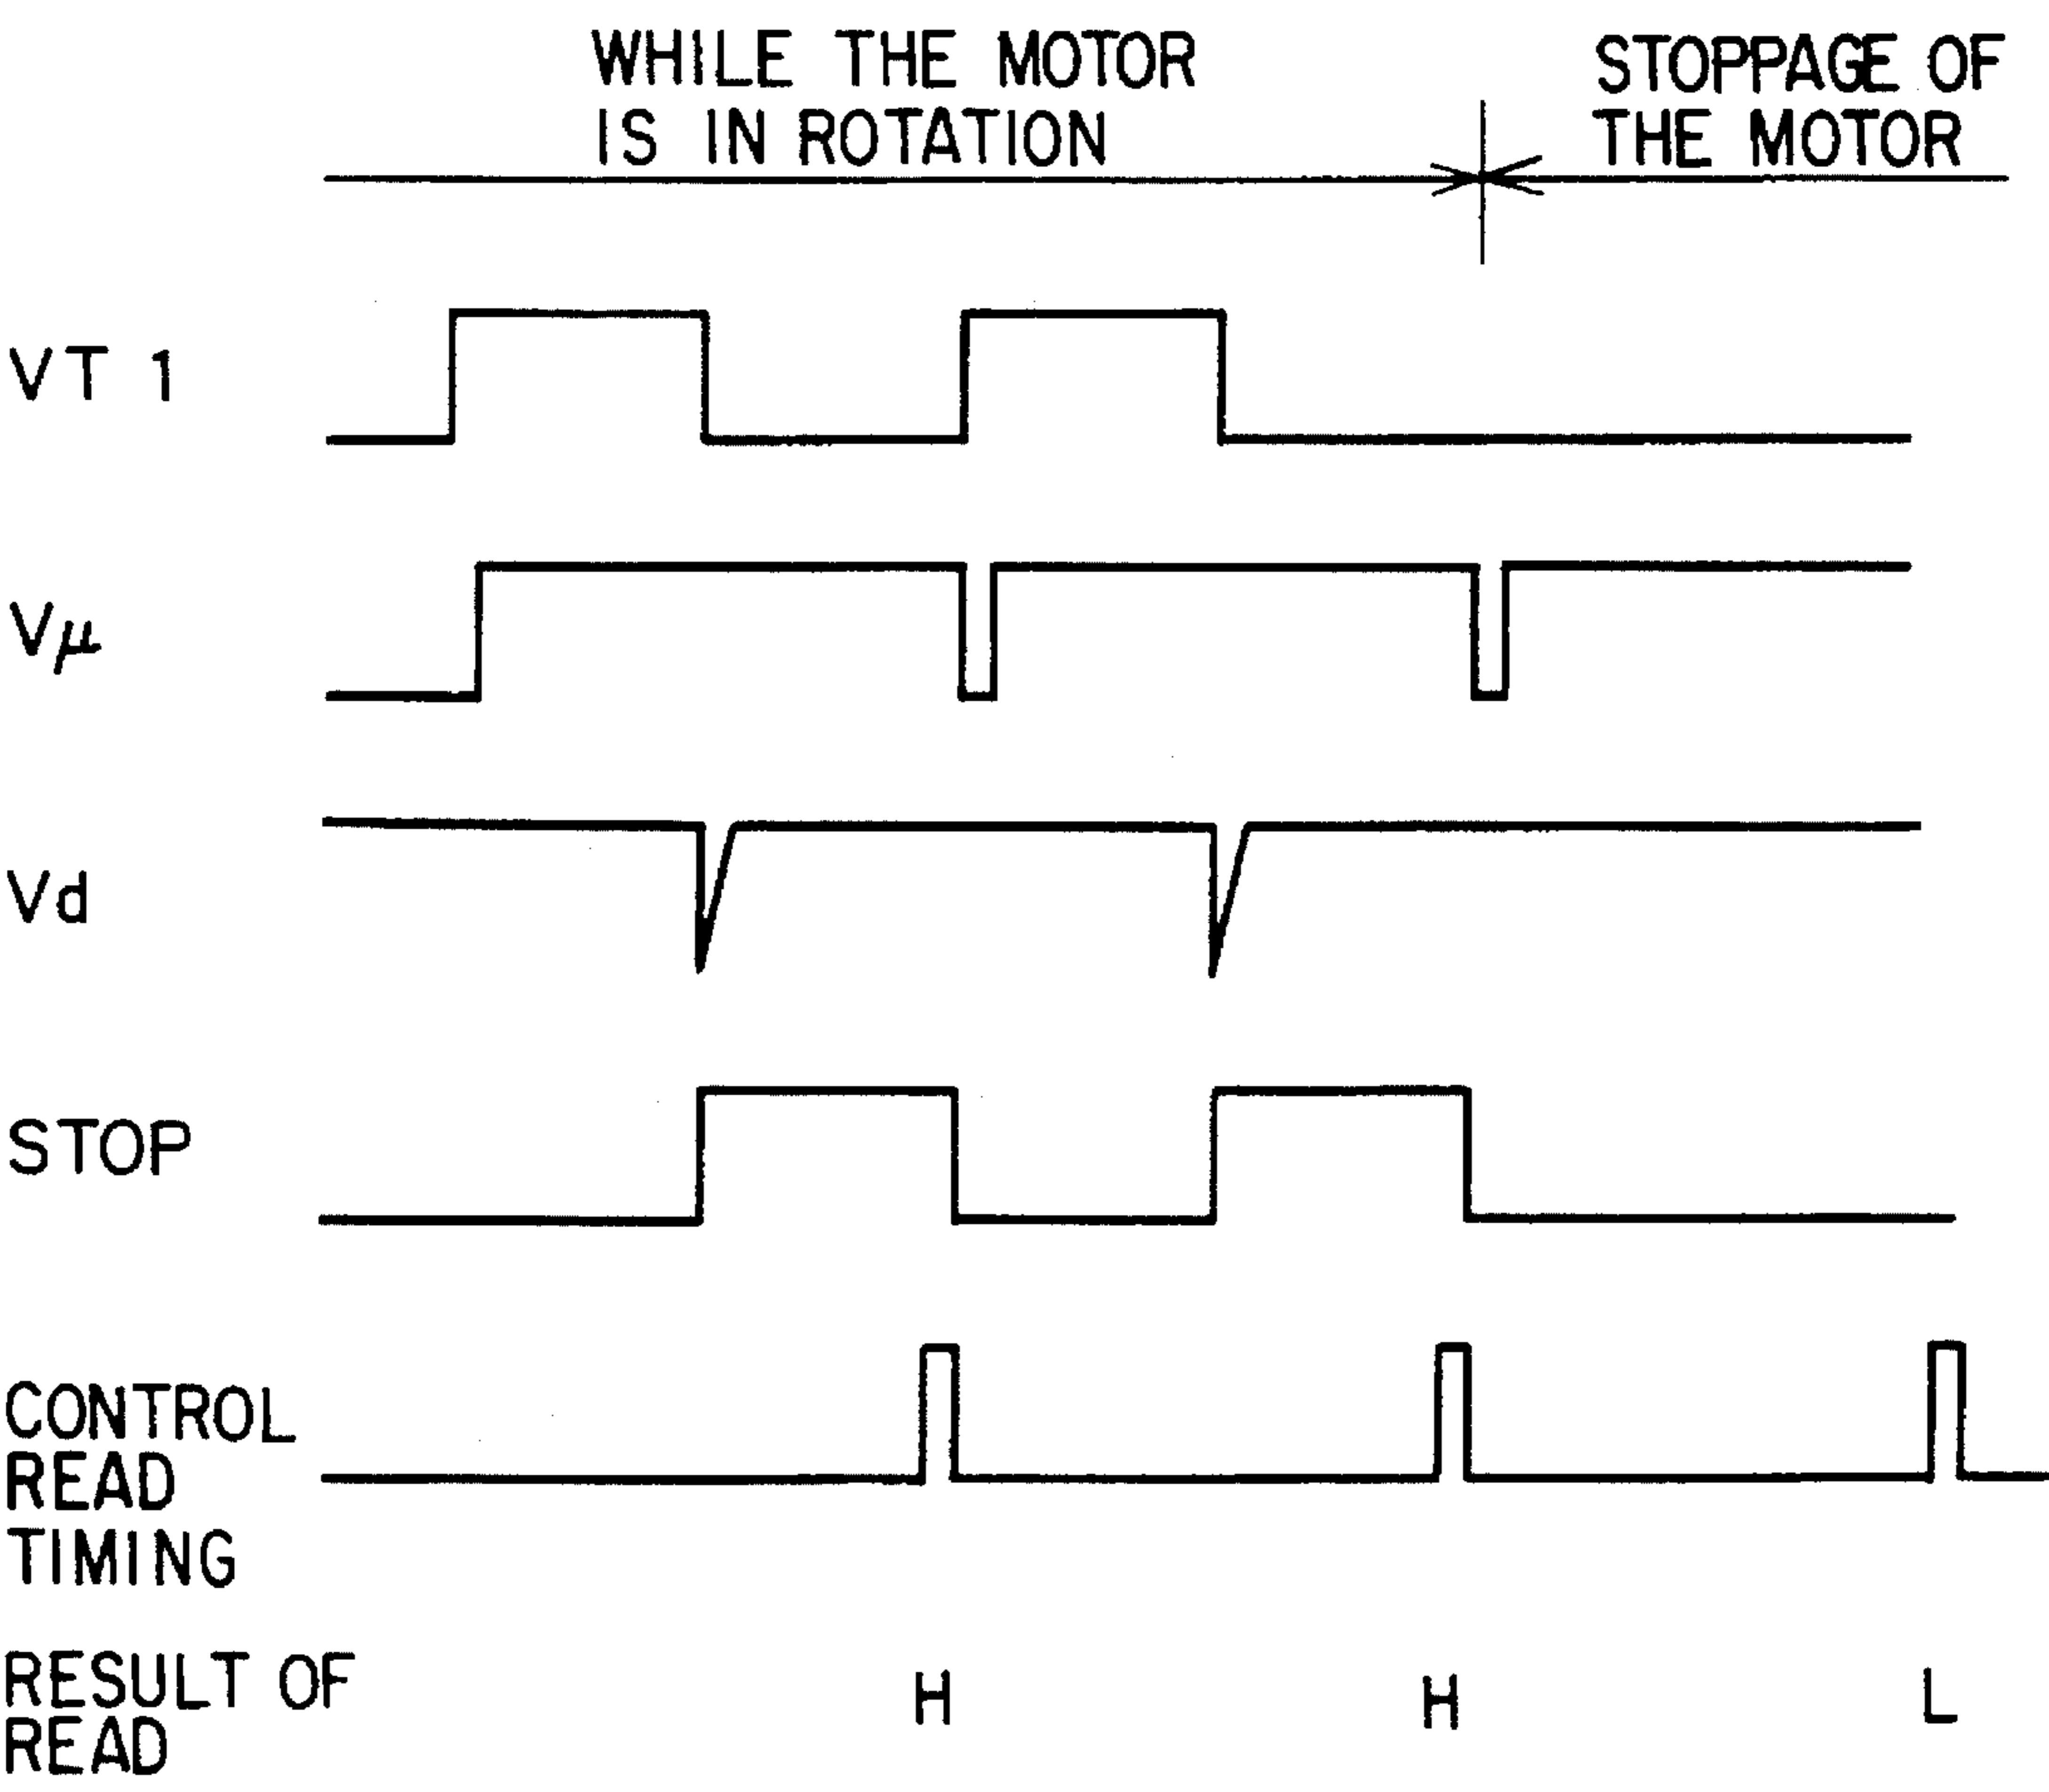 WHILE THE MOTOR
IS IN ROTATION
STOPPAGE OF
THE MOTOR
VT 1
Vμ
Vd
STOP
CONTROL
READ
TIMING
RESULT OF
READ
H H L